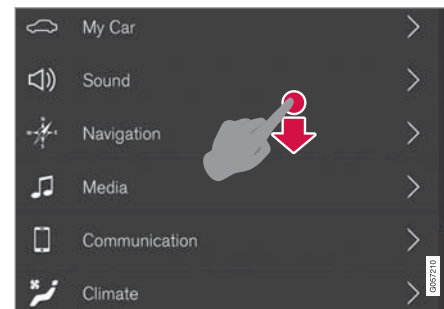 My Car
Sound
Navigation
Media
Communication
Climate
G057210